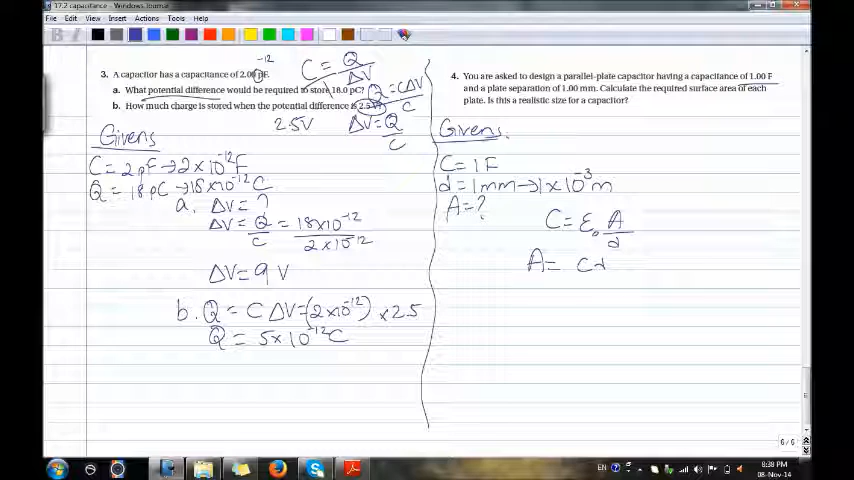 17.2 capacitance - Windows Journal
File Edit View Insert Actions Tools Help
3. A capacitor has a capacitance of 2.00 pF.
-12
C = Q
ΔV
a. What potential difference would be required to store 18.0 pC?
Q = CΔV
C
b. How much charge is stored when the potential difference is 2.5 V?
2.5V
ΔV = Q
C
Givens
C = 2 pF → 2 x 10^-12 F
Q = 18 pC → 18 x 10^-12 C
a. ΔV = ?
ΔV = Q = 18 x 10^-12
C 2 x 10^-12
ΔV = 9 V
b. Q = C ΔV = (2 x 10^-12) x 2.5
Q = 5 x 10^-12 C
4. You are asked to design a parallel-plate capacitor having a capacitance of 1.00 F
and a plate separation of 1.00 mm. Calculate the required surface area of each
plate. Is this a realistic size for a capacitor?
Givens.
C = 1 F
d = 1 mm → 1 x 10^-3 m
A = ?
C = ε₀ A
d
A = Cd
6 / 6
EN
8:38 PM
08-Nov-14